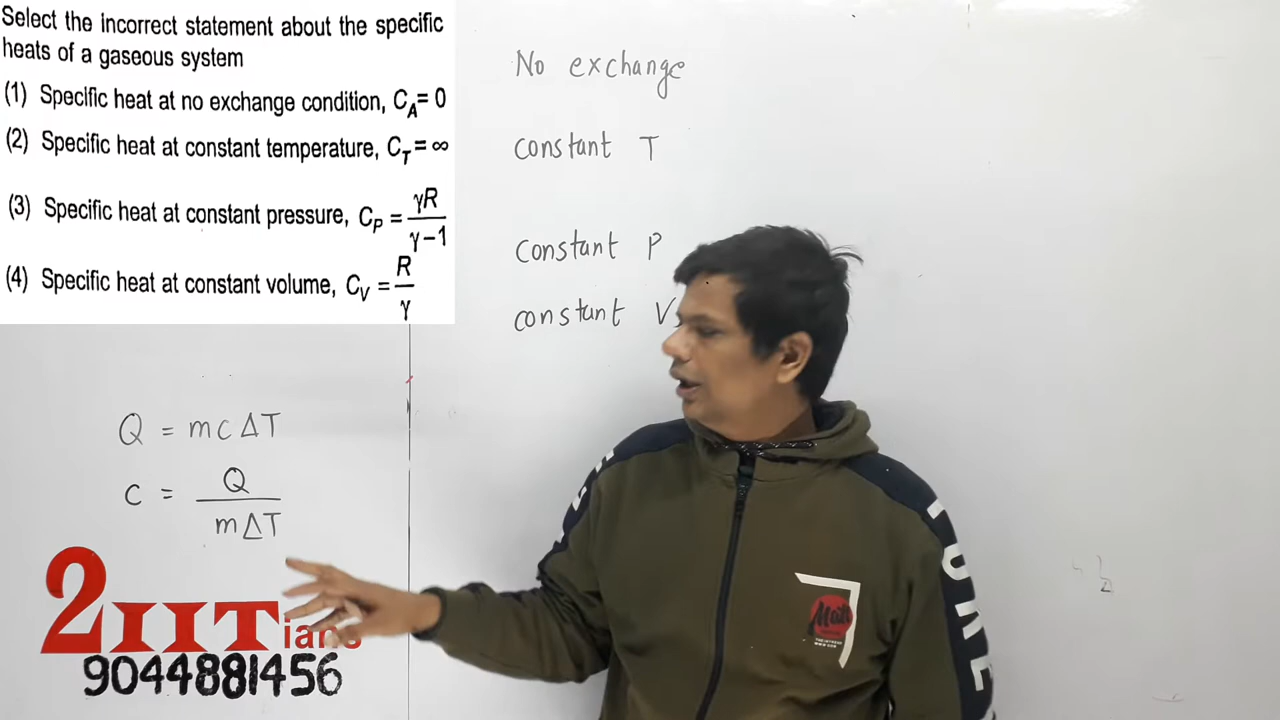 Select the incorrect statement about the specific
heats of a gaseous system
(1) Specific heat at no exchange condition, C_A = 0
(2) Specific heat at constant temperature, C_T = ∞
(3) Specific heat at constant pressure, C_P = γR / γ – 1
(4) Specific heat at constant volume, C_V = R / γ
No exchange
constant T
constant P
constant V
Q = mcΔT
c = Q / mΔT
2IITians
9044881456
Math